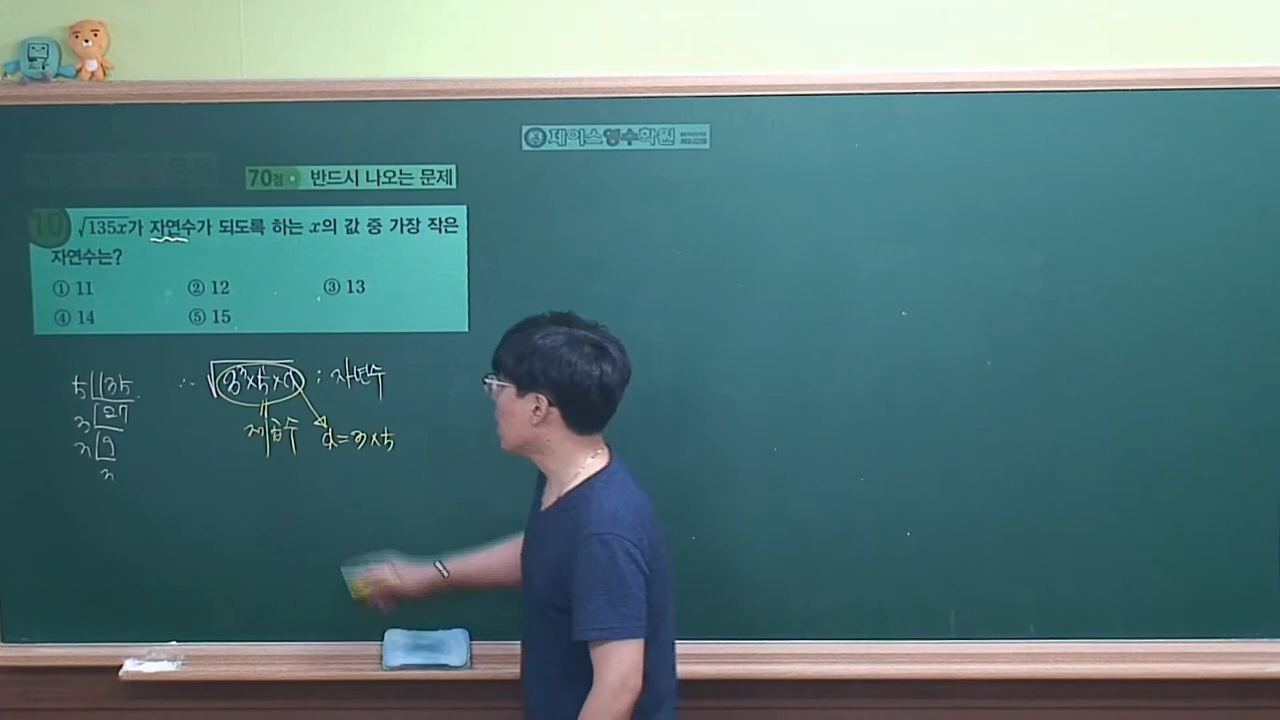 제이스영수학원
70점 반드시 나오는 문제
10 √135x가 자연수가 되도록 하는 x의 값 중 가장 작은
자연수는?
① 11 ② 12 ③ 13
④ 14 ⑤ 15
5 135
3 27
3 9
3
∴ √3³×5×x : 자연수
제곱수 x=3×5